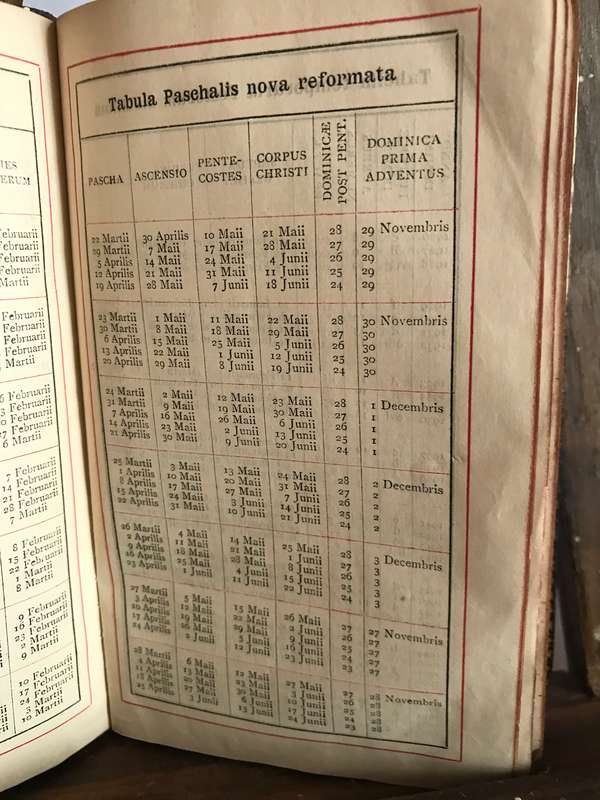 IES
ERUM
ebruarii
Februarii
Februarii
Februarii
Martii
Februarii
Februarii
Februarii
Februarii
Martii
Februarii
Februarii
Februarii
Februarii
6 Martii
7 Februarii
14 Februarii
21 Februarii
28 Februarii
7 Martii
8 Februarii
15 Februarii
22 Februarii
1 Martii
8 Martii
9 Februarii
16 Februarii
23 Februarii
2 Martii
9 Martii
10 Februarii
17 Februarii
24 Februarii
3 Martii
10 Martii
Tabula Paschalis nova reformata
PASCHA ASCENSIO PENTECOSTES CORPUS CHRISTI DOMINICÆ POST PENT. DOMINICA PRIMA ADVENTUS
22 Martii 30 Aprilis 10 Maii 21 Maii 28 29 Novembris
29 Martii 7 Maii 17 Maii 28 Maii 27 29
5 Aprilis 14 Maii 24 Maii 4 Junii 26 29
12 Aprilis 21 Maii 31 Maii 11 Junii 25 29
19 Aprilis 28 Maii 7 Junii 18 Junii 24 29
23 Martii 1 Maii 11 Maii 22 Maii 28 30 Novembris
30 Martii 8 Maii 18 Maii 29 Maii 27 30
6 Aprilis 15 Maii 25 Maii 5 Junii 26 30
13 Aprilis 22 Maii 1 Junii 12 Junii 25 30
20 Aprilis 29 Maii 8 Junii 19 Junii 24 30
24 Martii 2 Maii 12 Maii 23 Maii 28 1 Decembris
31 Martii 9 Maii 19 Maii 30 Maii 27 1
7 Aprilis 16 Maii 26 Maii 6 Junii 26 1
14 Aprilis 23 Maii 2 Junii 13 Junii 25 1
21 Aprilis 30 Maii 9 Junii 20 Junii 24 1
25 Martii 3 Maii 13 Maii 24 Maii 28 2 Decembris
1 Aprilis 10 Maii 20 Maii 31 Maii 27 2
8 Aprilis 17 Maii 27 Maii 7 Junii 26 2
15 Aprilis 24 Maii 3 Junii 14 Junii 25 2
22 Aprilis 31 Maii 10 Junii 21 Junii 24 2
26 Martii 4 Maii 14 Maii 25 Maii 28 3 Decembris
2 Aprilis 11 Maii 21 Maii 1 Junii 27 3
9 Aprilis 18 Maii 28 Maii 8 Junii 26 3
16 Aprilis 25 Maii 4 Junii 15 Junii 25 3
23 Aprilis 1 Junii 11 Junii 22 Junii 24 3
27 Martii 5 Maii 15 Maii 26 Maii 27 27 Novembris
3 Aprilis 12 Maii 22 Maii 2 Junii 26 27
10 Aprilis 19 Maii 29 Maii 9 Junii 25 27
17 Aprilis 26 Maii 5 Junii 16 Junii 24 27
24 Aprilis 2 Junii 12 Junii 23 Junii 23 27
28 Martii 6 Maii Maii 27 Maii 27 28 Novembris
4 Aprilis 13 Maii 23 Maii 3 Junii 26 28
11 Aprilis 20 Maii 30 Maii 10 Junii 25 28
18 Aprilis 27 Maii 6 Junii 17 Junii 24 28
25 Aprilis 3 Junii 13 Junii 24 Junii 23 28